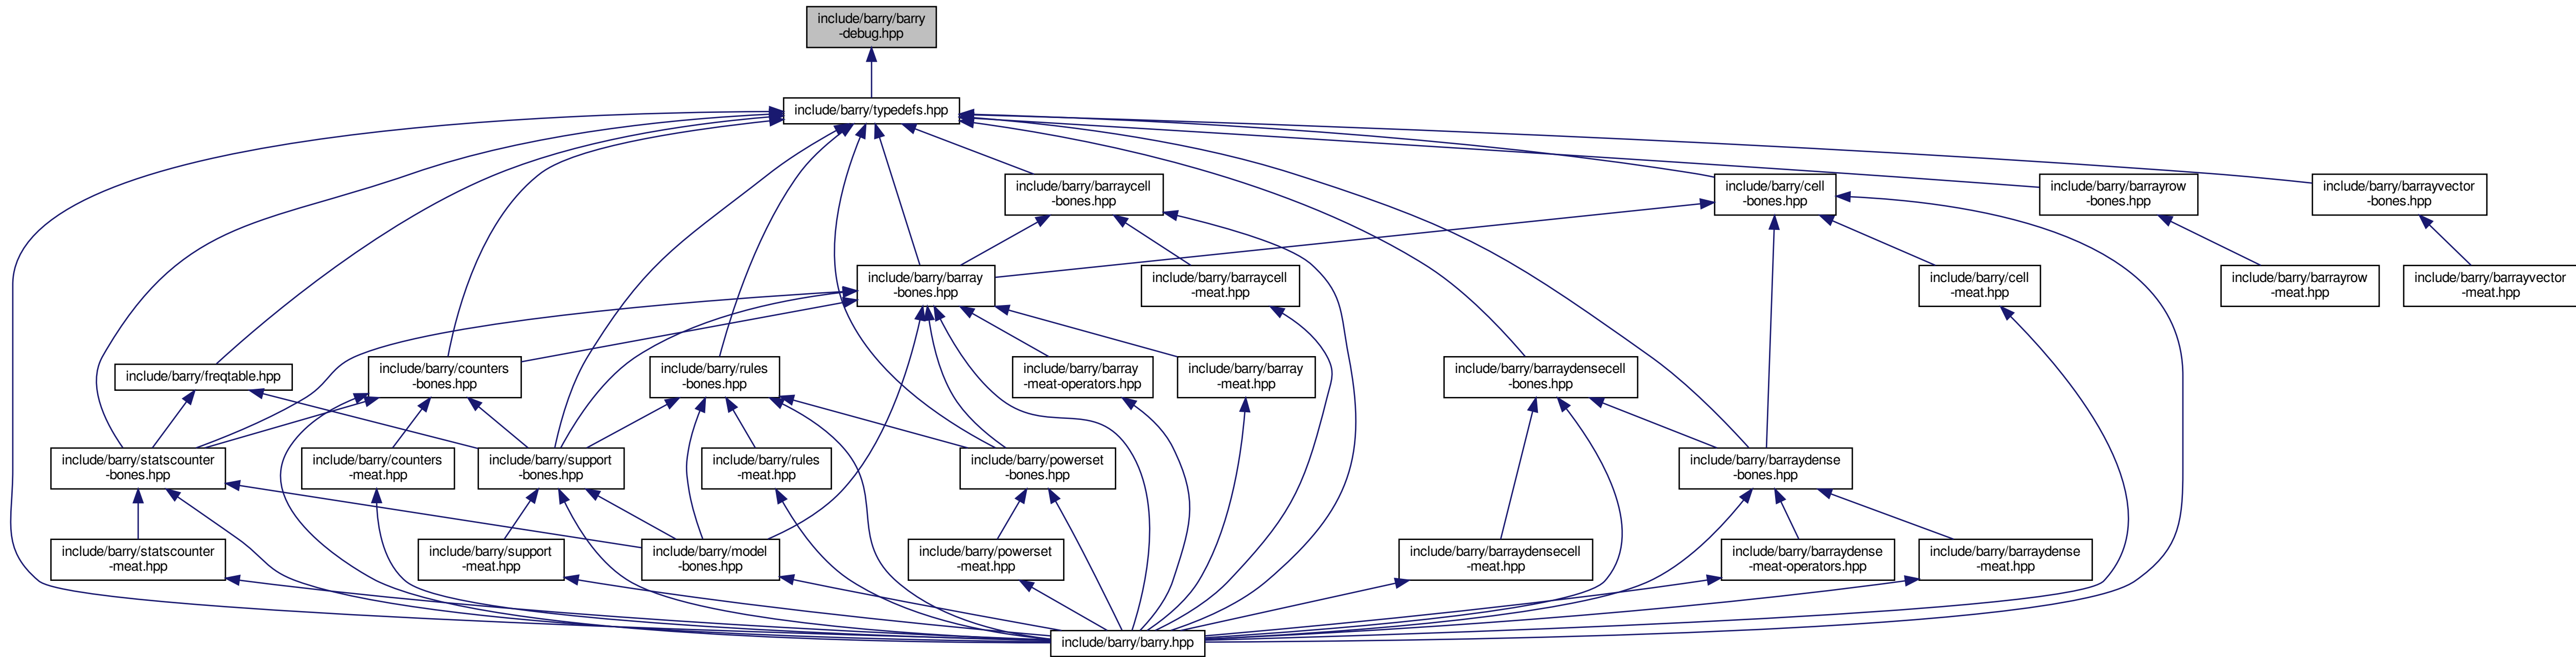 include/barry/barry
-debug.hpp
include/barry/typedefs.hpp
include/barry/barraycell
-bones.hpp
include/barry/cell
-bones.hpp
include/barry/barrayrow
-bones.hpp
include/barry/barrayvector
-bones.hpp
include/barry/barray
-bones.hpp
include/barry/barraycell
-meat.hpp
include/barry/cell
-meat.hpp
include/barry/barrayrow
-meat.hpp
include/barry/barrayvector
-meat.hpp
include/barry/freqtable.hpp
include/barry/counters
-bones.hpp
include/barry/rules
-bones.hpp
include/barry/barray
-meat-operators.hpp
include/barry/barray
-meat.hpp
include/barry/barraydensecell
-bones.hpp
include/barry/statscounter
-bones.hpp
include/barry/counters
-meat.hpp
include/barry/support
-bones.hpp
include/barry/rules
-meat.hpp
include/barry/powerset
-bones.hpp
include/barry/barraydense
-bones.hpp
include/barry/statscounter
-meat.hpp
include/barry/support
-meat.hpp
include/barry/model
-bones.hpp
include/barry/powerset
-meat.hpp
include/barry/barraydensecell
-meat.hpp
include/barry/barraydense
-meat-operators.hpp
include/barry/barraydense
-meat.hpp
include/barry/barry.hpp